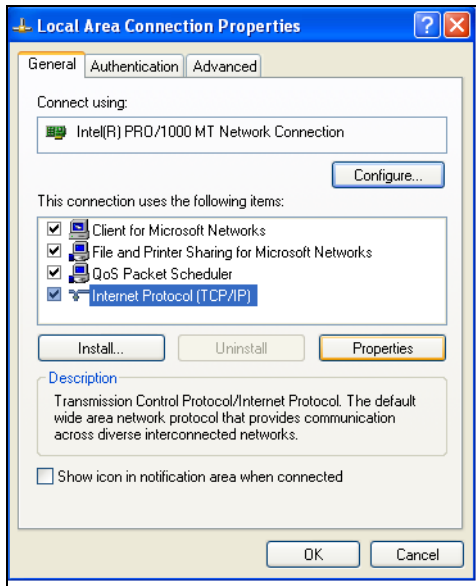 Local Area Connection Properties
General Authentication Advanced
Connect using:
Intel(R) PRO/1000 MT Network Connection
Configure...
This connection uses the following items:
Client for Microsoft Networks
File and Printer Sharing for Microsoft Networks
QoS Packet Scheduler
Internet Protocol (TCP/IP)
Install... Uninstall Properties
Description
Transmission Control Protocol/Internet Protocol. The default
wide area network protocol that provides communication
across diverse interconnected networks.
Show icon in notification area when connected
OK Cancel